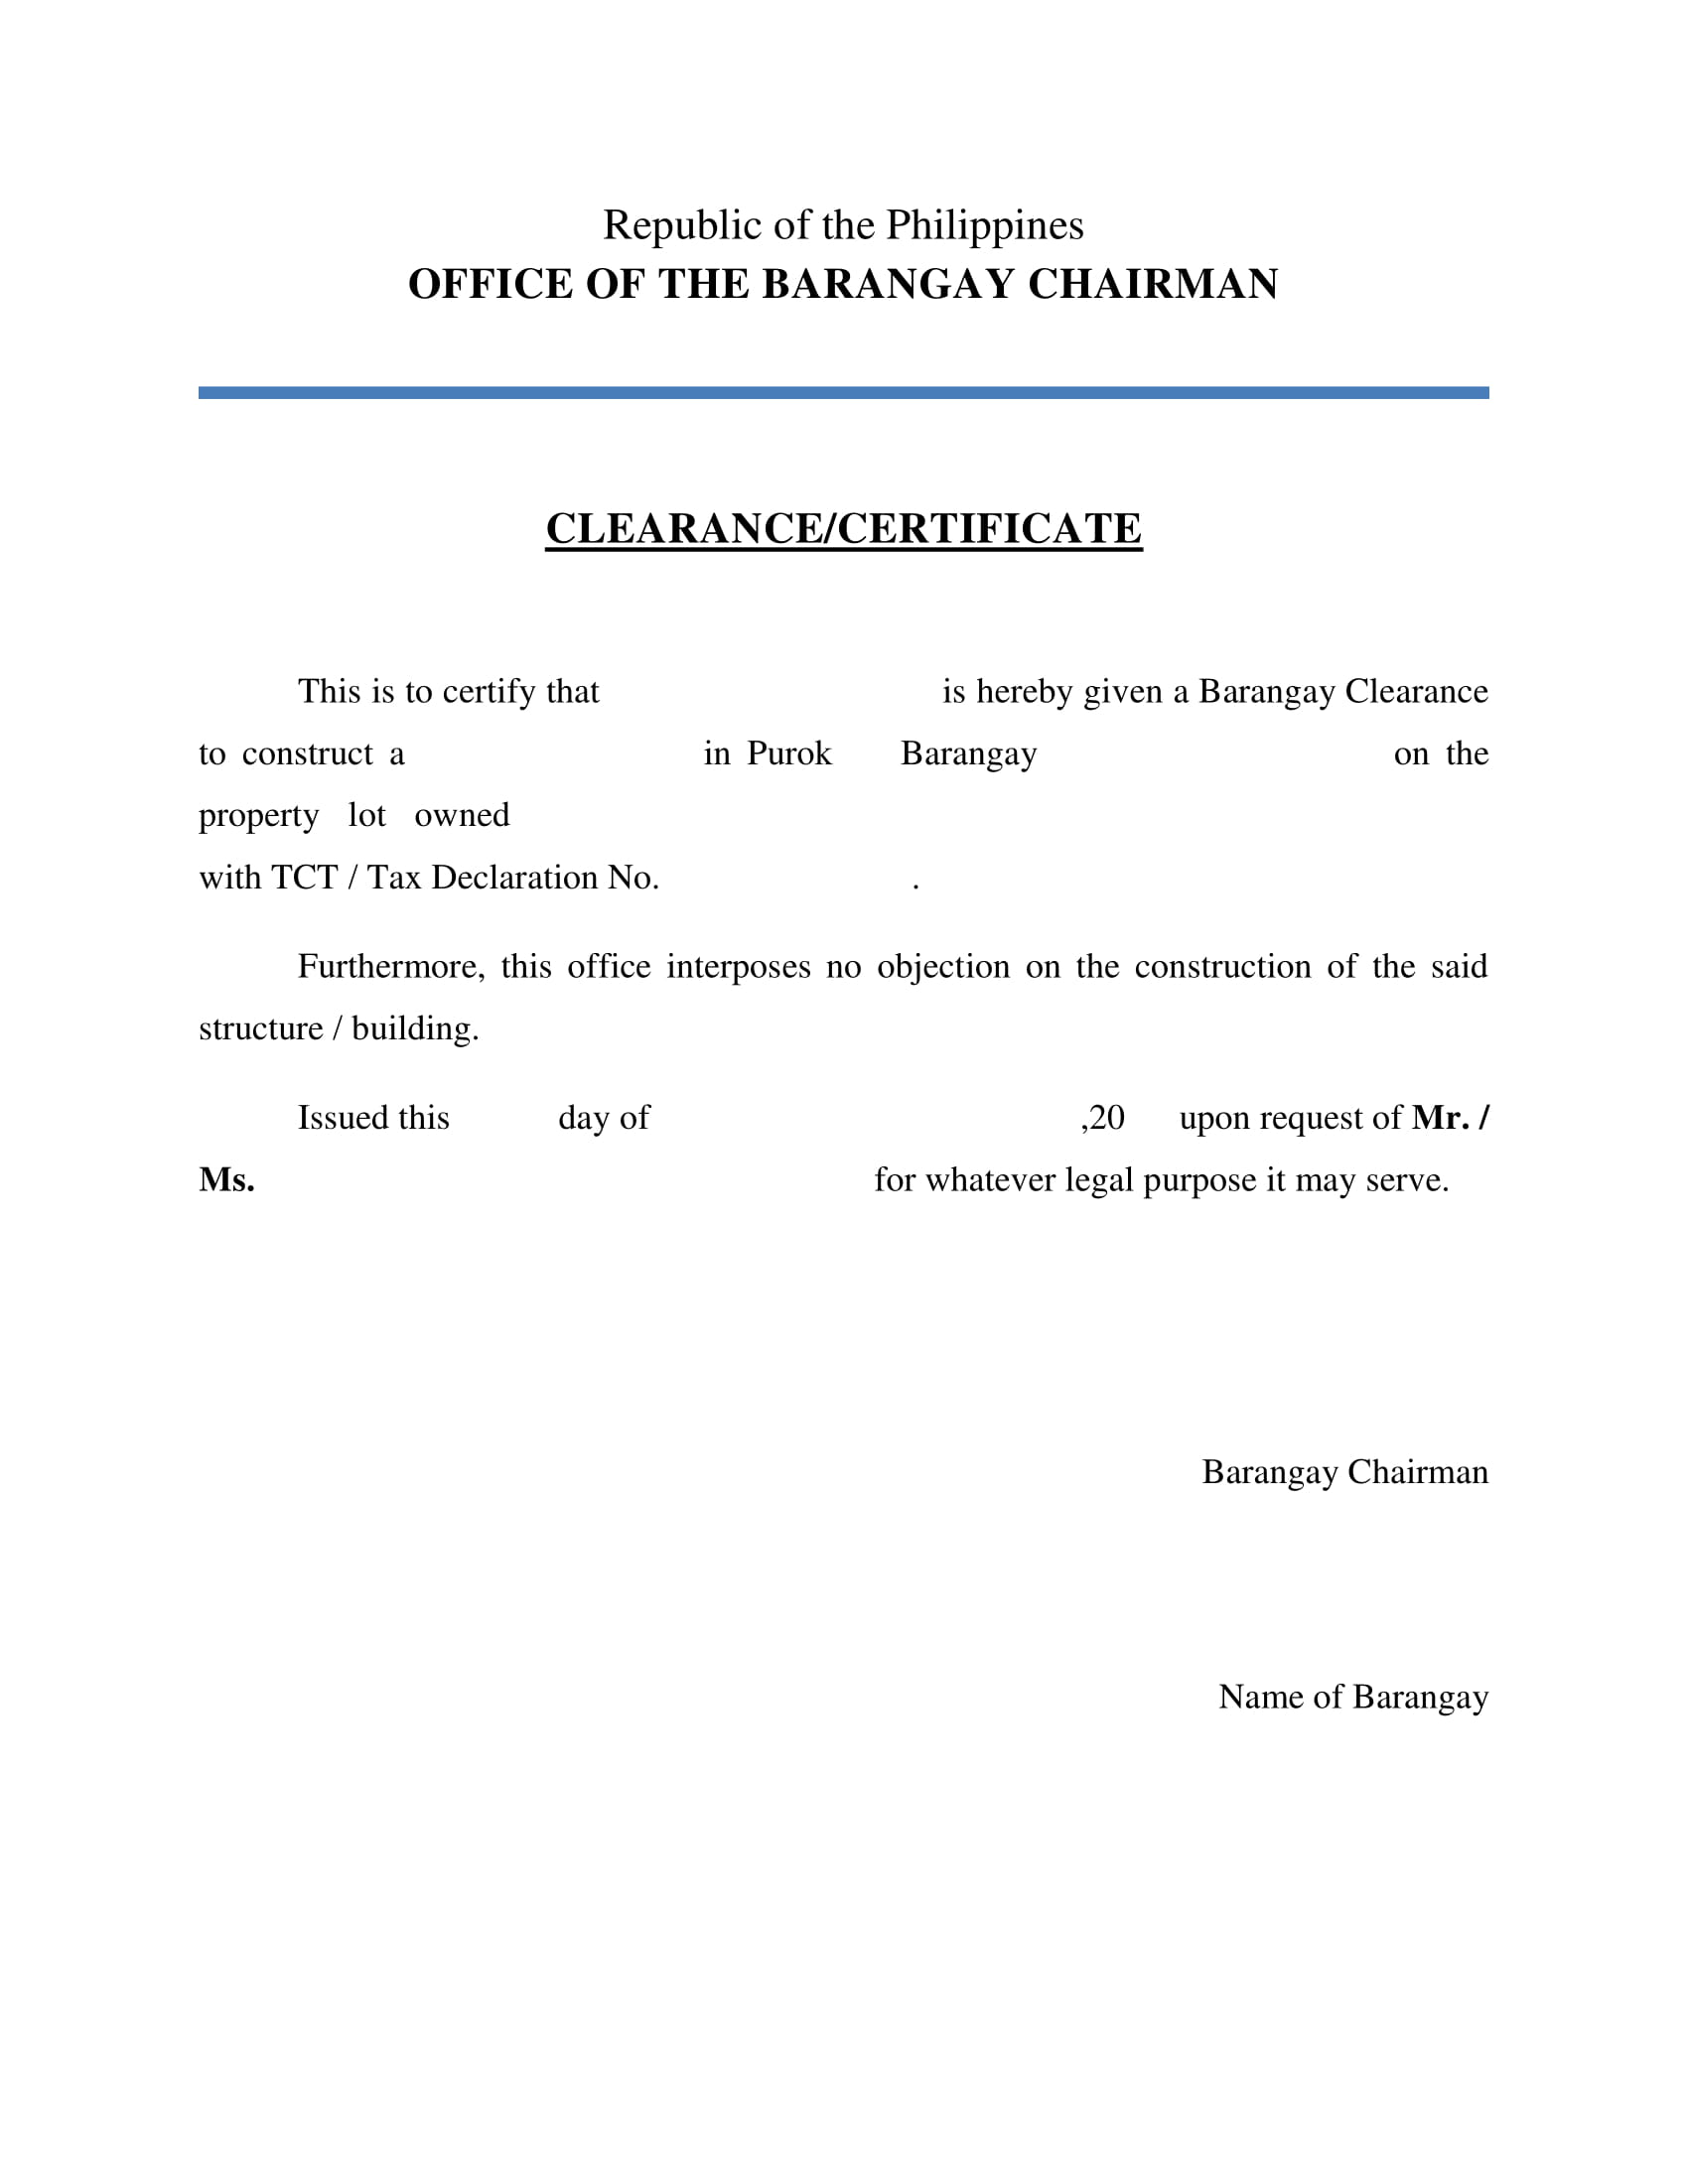 Republic of the Philippines
OFFICE OF THE BARANGAY CHAIRMAN
CLEARANCE/CERTIFICATE
This is to certify that is hereby given a Barangay Clearance
to construct a in Purok Barangay on the
property lot owned
with TCT / Tax Declaration No. .
Furthermore, this office interposes no objection on the construction of the said
structure / building.
Issued this day of ,20 upon request of Mr. /
Ms. for whatever legal purpose it may serve.
Barangay Chairman
Name of Barangay